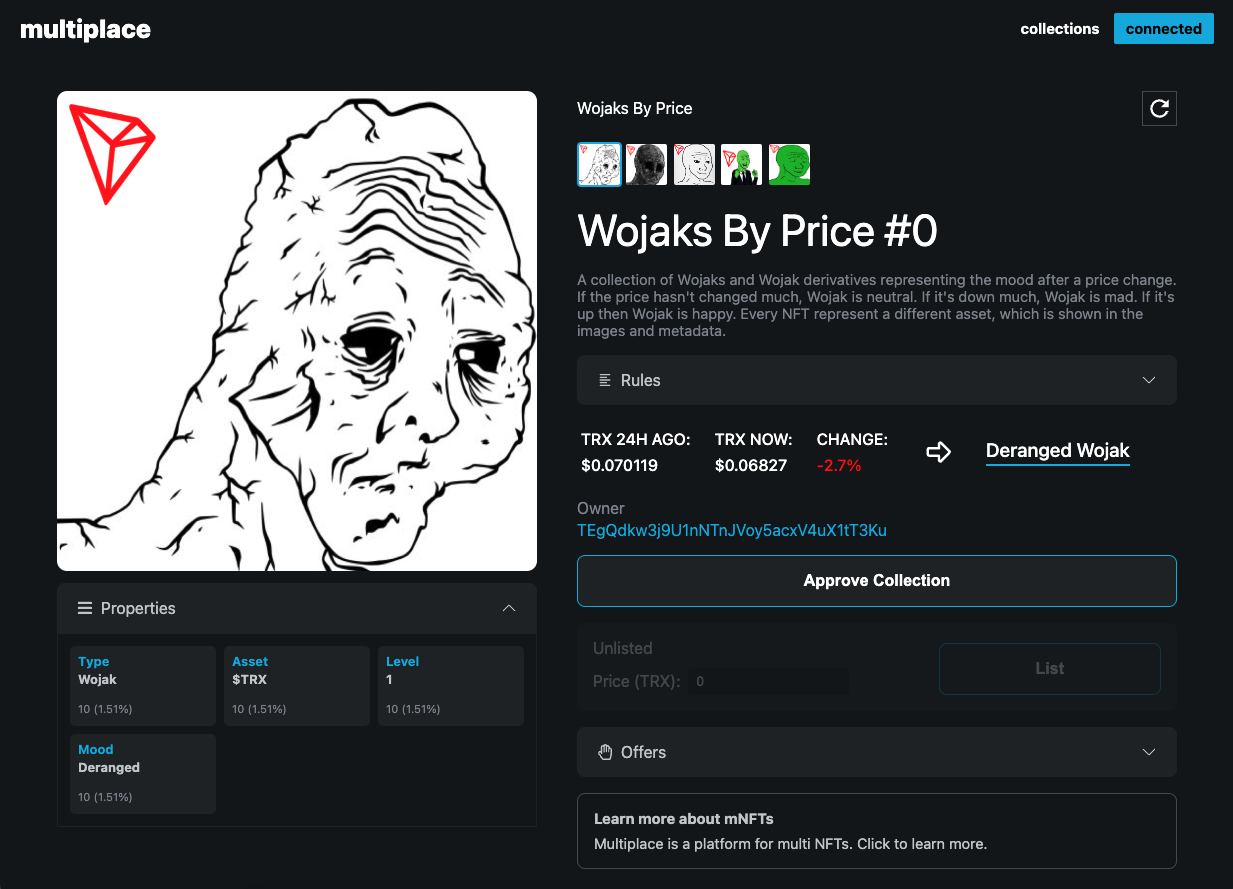 multiplace
collections
connected
Wojaks By Price
Wojaks By Price #0
A collection of Wojaks and Wojak derivatives representing the mood after a price change.
If the price hasn't changed much, Wojak is neutral. If it's down much, Wojak is mad. If it's
up then Wojak is happy. Every NFT represent a different asset, which is shown in the
images and metadata.
Rules
TRX 24H AGO: TRX NOW: CHANGE:
$0.070119 $0.06827 -2.7%
Deranged Wojak
Owner
TEgQdkw3j9U1nNTnJVoy5acxV4uX1tT3Ku
Approve Collection
Unlisted
Price (TRX): 0
List
Offers
Learn more about mNFTs
Multiplace is a platform for multi NFTs. Click to learn more.
Properties
Type
Wojak
10 (1.51%)
Asset
$TRX
10 (1.51%)
Level
1
10 (1.51%)
Mood
Deranged
10 (1.51%)